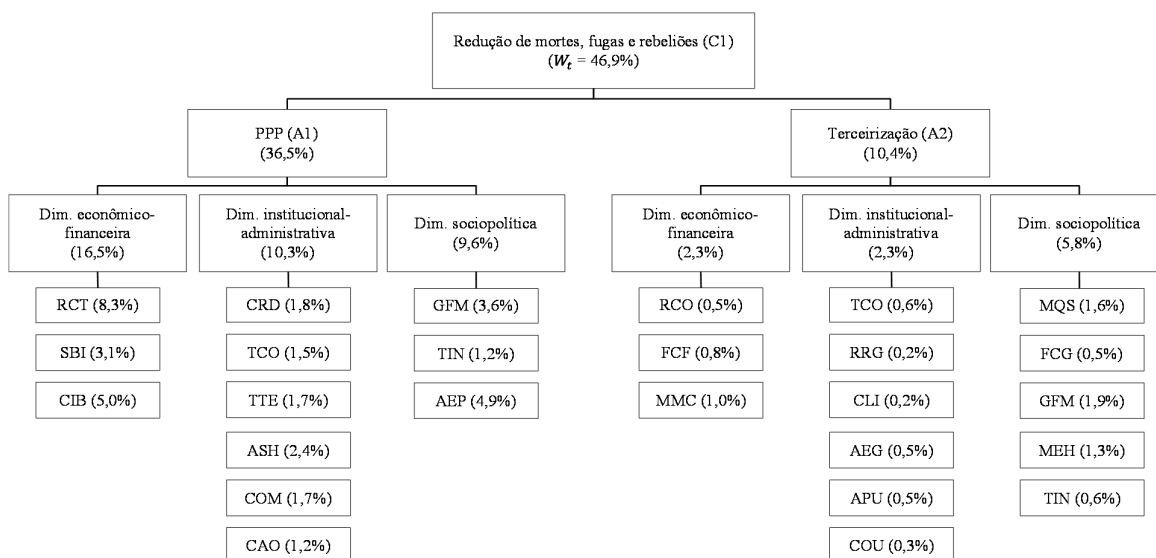 Redução de mortes, fugas e rebeliões (C1)
(Wt = 46,9%)
PPP (A1)
(36,5%)
Terceirização (A2)
(10,4%)
Dim. econômico-
financeira
(16,5%)
Dim. institucional-
administrativa
(10,3%)
Dim. sociopolítica
(9,6%)
Dim. econômico-
financeira
(2,3%)
Dim. institucional-
administrativa
(2,3%)
Dim. sociopolítica
(5,8%)
RCT (8,3%)
SBI (3,1%)
CIB (5,0%)
CRD (1,8%)
TCO (1,5%)
TTE (1,7%)
ASH (2,4%)
COM (1,7%)
CAO (1,2%)
GFM (3,6%)
TIN (1,2%)
AEP (4,9%)
RCO (0,5%)
FCF (0,8%)
MMC (1,0%)
TCO (0,6%)
RRG (0,2%)
CLI (0,2%)
AEG (0,5%)
APU (0,5%)
COU (0,3%)
MQS (1,6%)
FCG (0,5%)
GFM (1,9%)
MEH (1,3%)
TIN (0,6%)